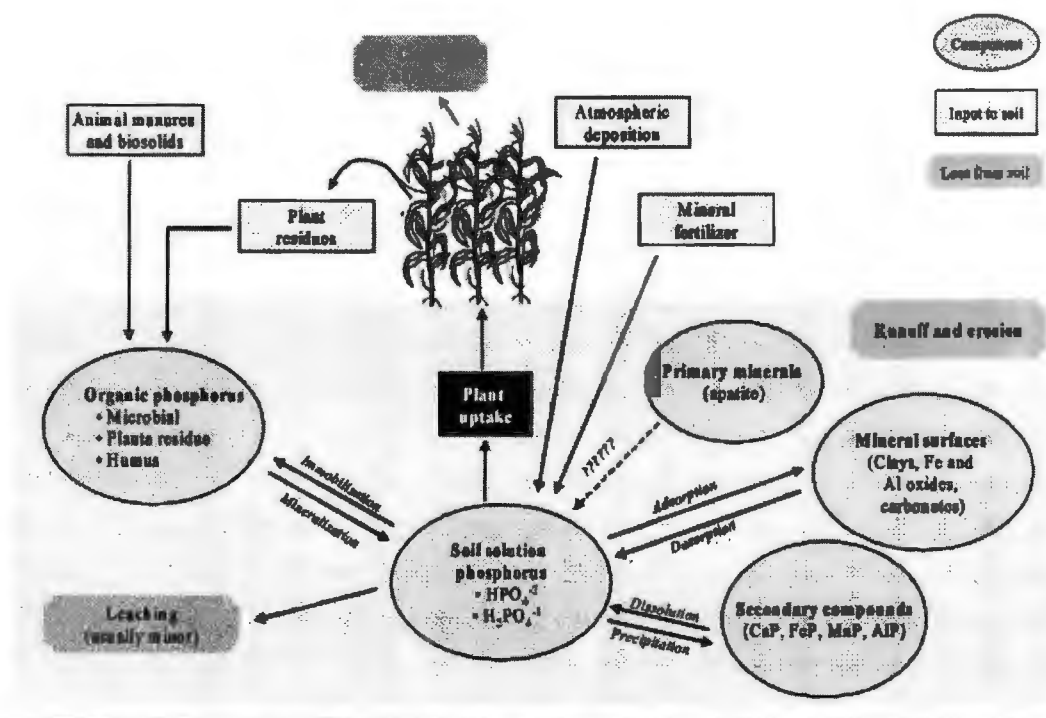 Component
Animal manures
and biosolids
Atmospheric
deposition
Input to soil
Loss from soil
Plant
residues
Mineral
fertilizer
Runoff and erosion
Primary minerals
(apatite)
Organic phosphorus
• Microbial
• Plants residue
• Humus
Plant
uptake
??????
Mineral surfaces
(Clays, Fe and
Al oxides,
carbonates)
Immobilization
Mineralization
Adsorption
Desorption
Soil solution
phosphorus
• HPO₄⁻²
• H₂PO₄⁻¹
Leaching
(usually minor)
Dissolution
Precipitation
Secondary compounds
(CaP, FeP, MnP, AlP)